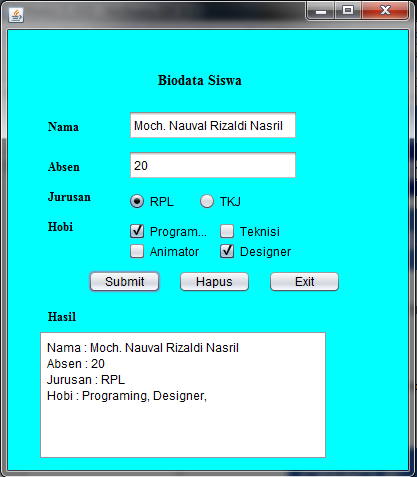 Biodata Siswa
Nama Moch. Nauval Rizaldi Nasril
Absen 20
Jurusan RPL TKJ
Hobi Program... Teknisi
Animator Designer
Submit Hapus Exit
Hasil
Nama : Moch. Nauval Rizaldi Nasril
Absen : 20
Jurusan : RPL
Hobi : Programing, Designer,